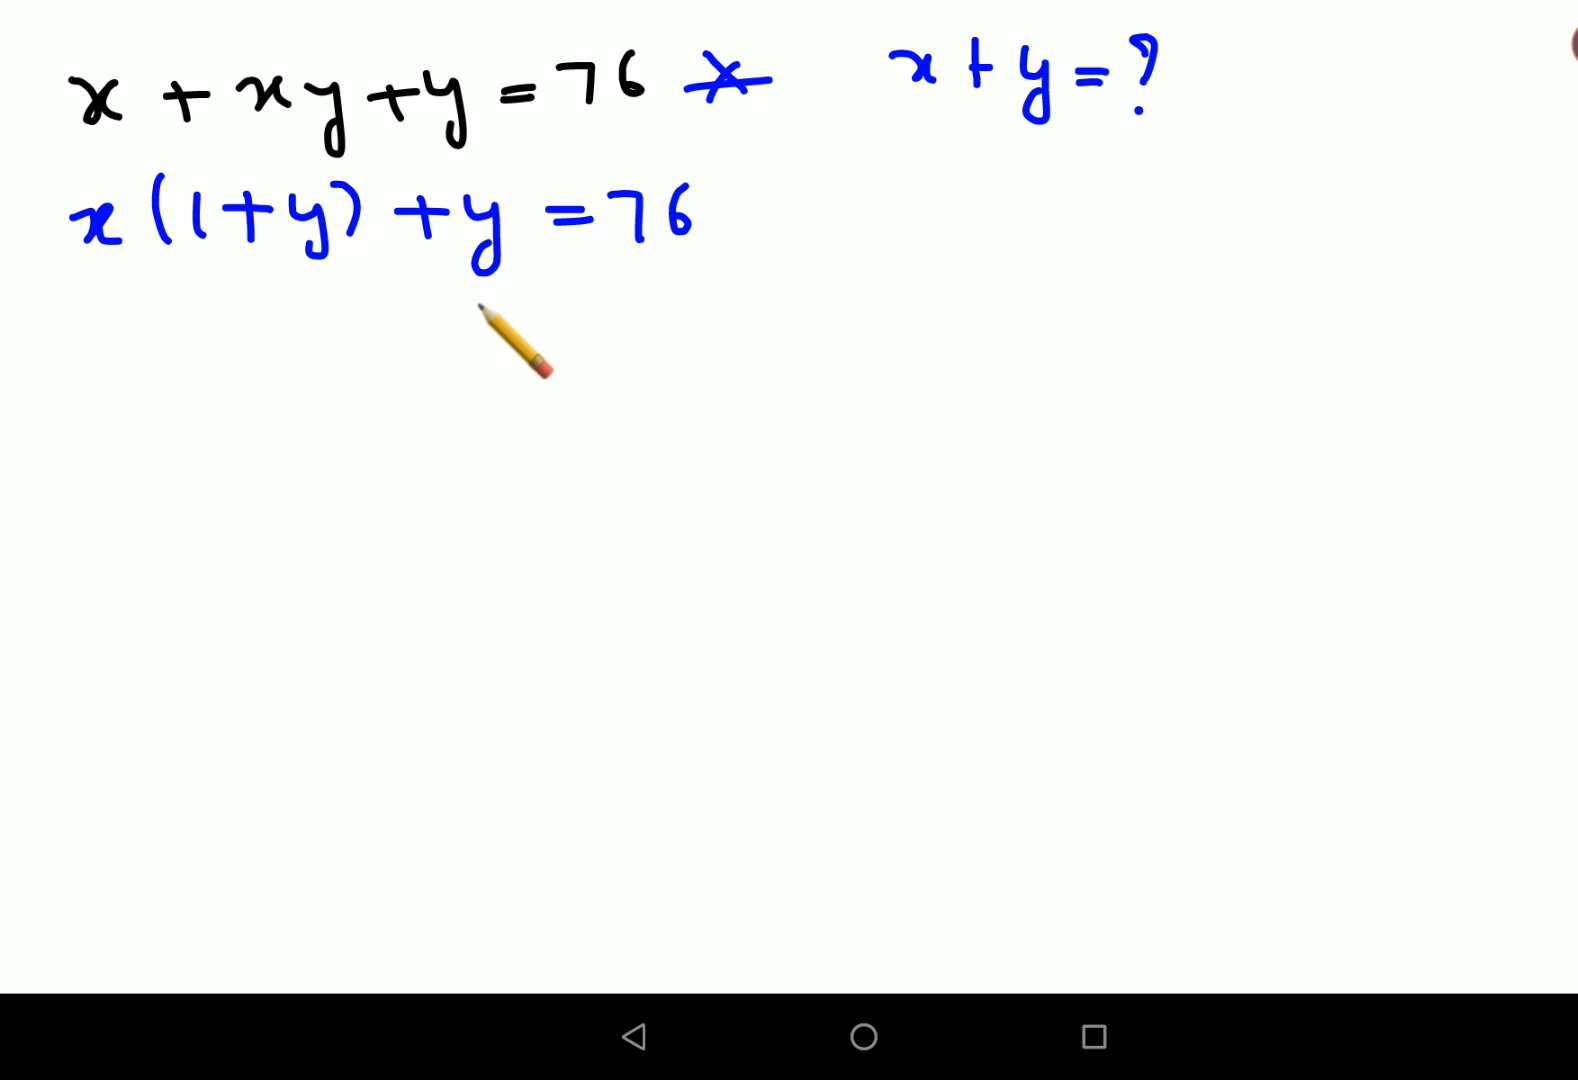 x + xy + y = 76 * x + y = ?
x (1 + y) + y = 76